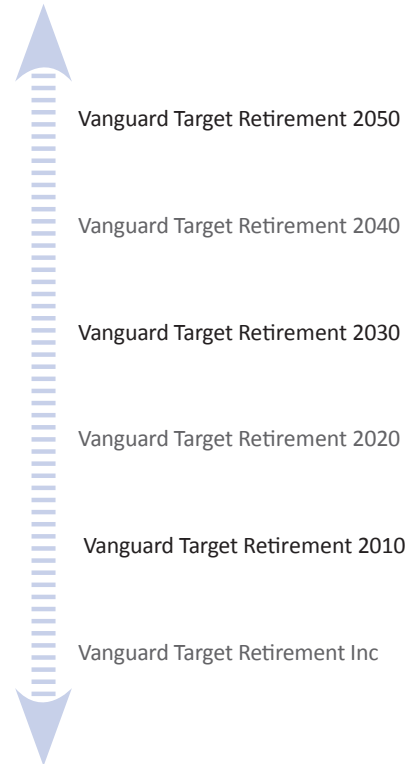 Vanguard Target Retirement 2050
Vanguard Target Retirement 2040
Vanguard Target Retirement 2030
Vanguard Target Retirement 2020
Vanguard Target Retirement 2010
Vanguard Target Retirement Inc